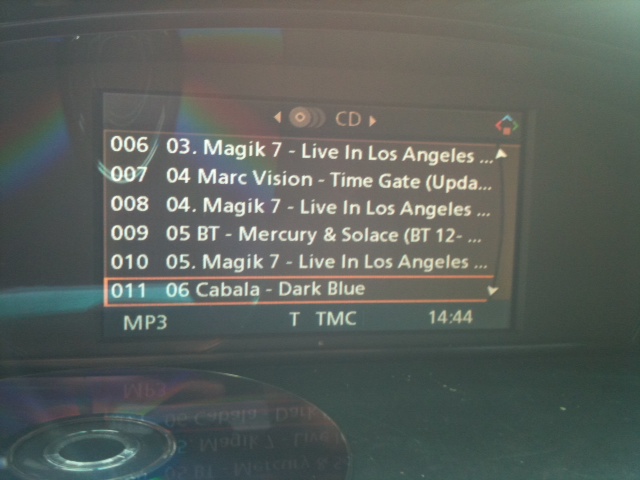 CD
006 03. Magik 7 - Live In Los Angeles ...
007 04 Marc Vision - Time Gate (Upda...
008 04. Magik 7 - Live In Los Angeles ...
009 05 BT - Mercury & Solace (BT 12- ...
010 05. Magik 7 - Live In Los Angeles ...
011 06 Cabala - Dark Blue
MP3 T TMC 14:44